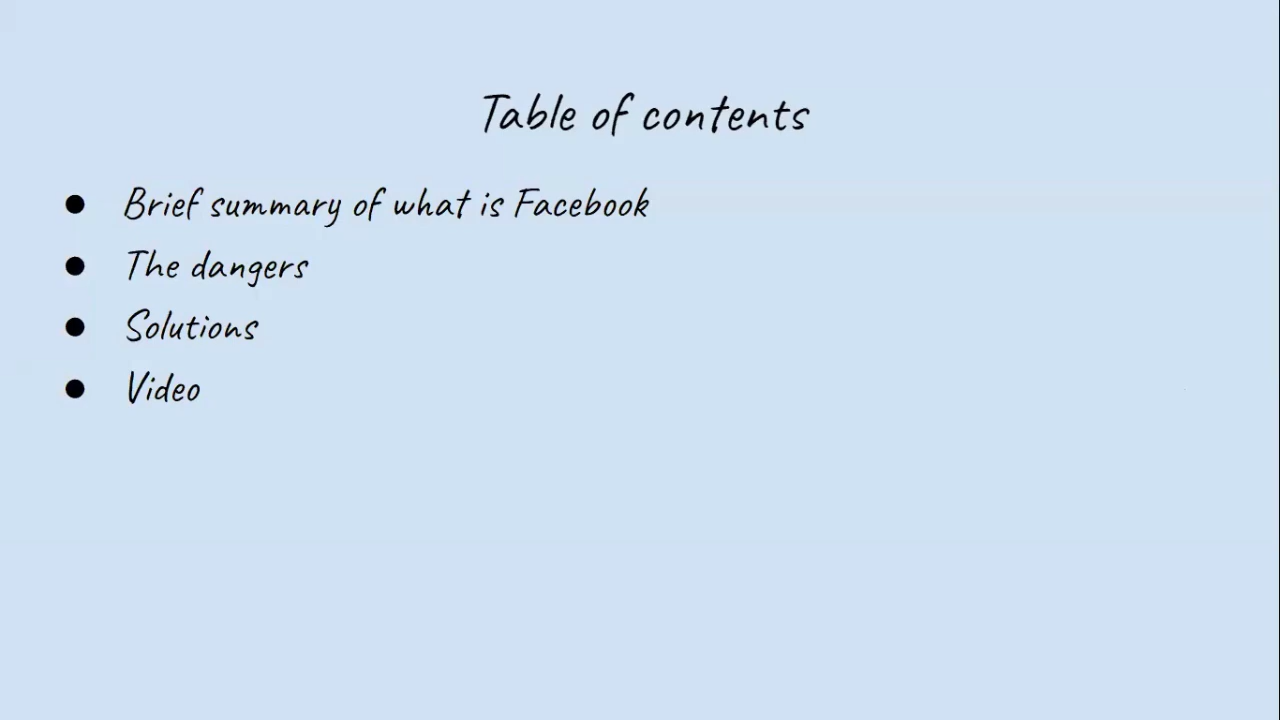 Table of contents
● Brief summary of what is Facebook
● The dangers
● Solutions
● Video